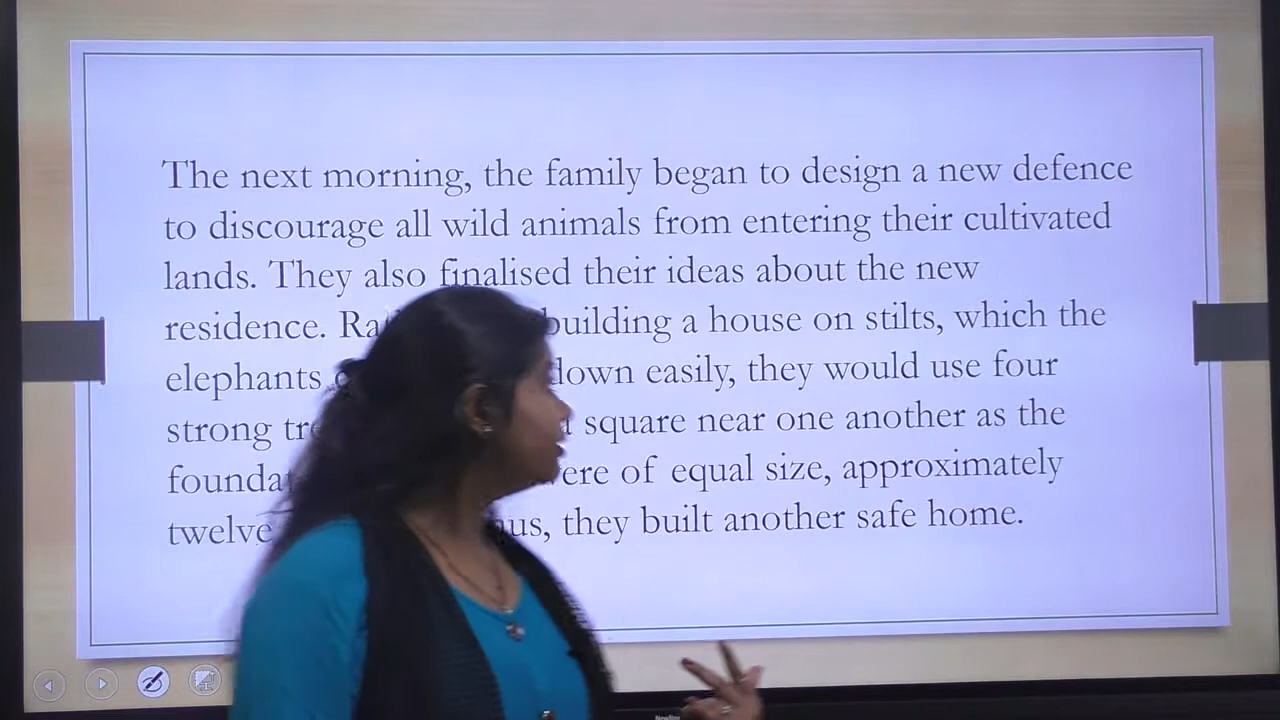 The next morning, the family began to design a new defence
to discourage all wild animals from entering their cultivated
lands. They also finalised their ideas about the new
residence. building a house on stilts, which the
elephants down easily, they would use four
strong square near one another as the
of equal size, approximately
twelve they built another safe home.